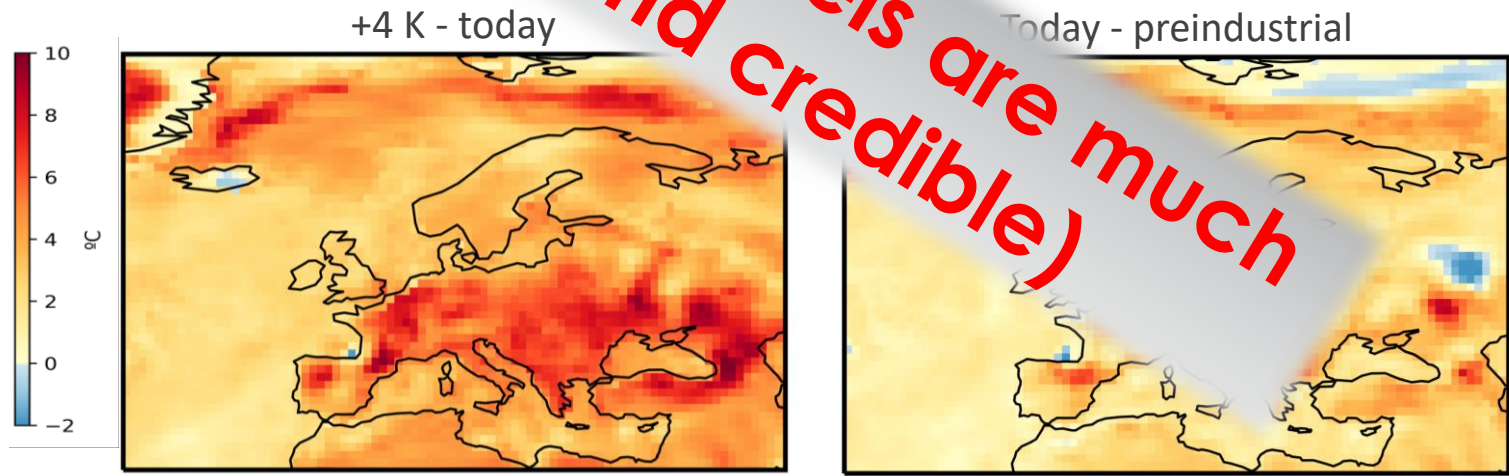 +4 K - today
Today - preindustrial
are much
credible)
10
8
6
4
2
0
−2
ºC